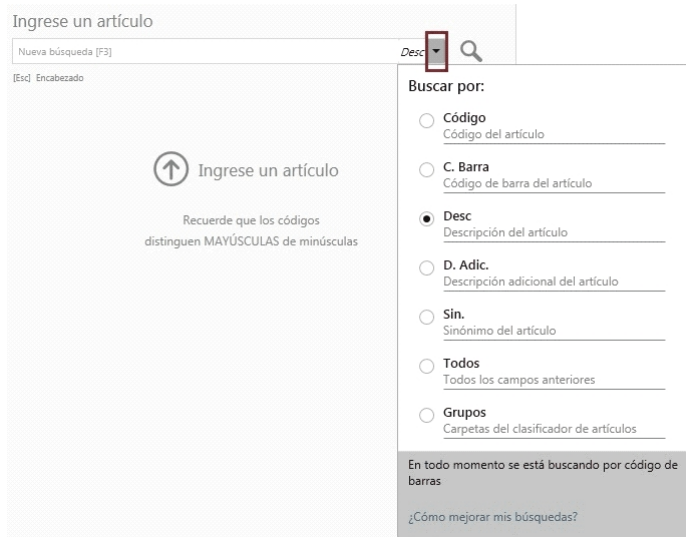 Ingrese un artículo
Nueva búsqueda [F3]
Desc
[Esc] Encabezado
Ingrese un artículo
Recuerde que los códigos
distinguen MAYÚSCULAS de minúsculas
Buscar por:
Código
Código del artículo
C. Barra
Código de barra del artículo
Desc
Descripción del artículo
D. Adic.
Descripción adicional del artículo
Sin.
Sinónimo del artículo
Todos
Todos los campos anteriores
Grupos
Carpetas del clasificador de artículos
En todo momento se está buscando por código de
barras
¿Cómo mejorar mis búsquedas?